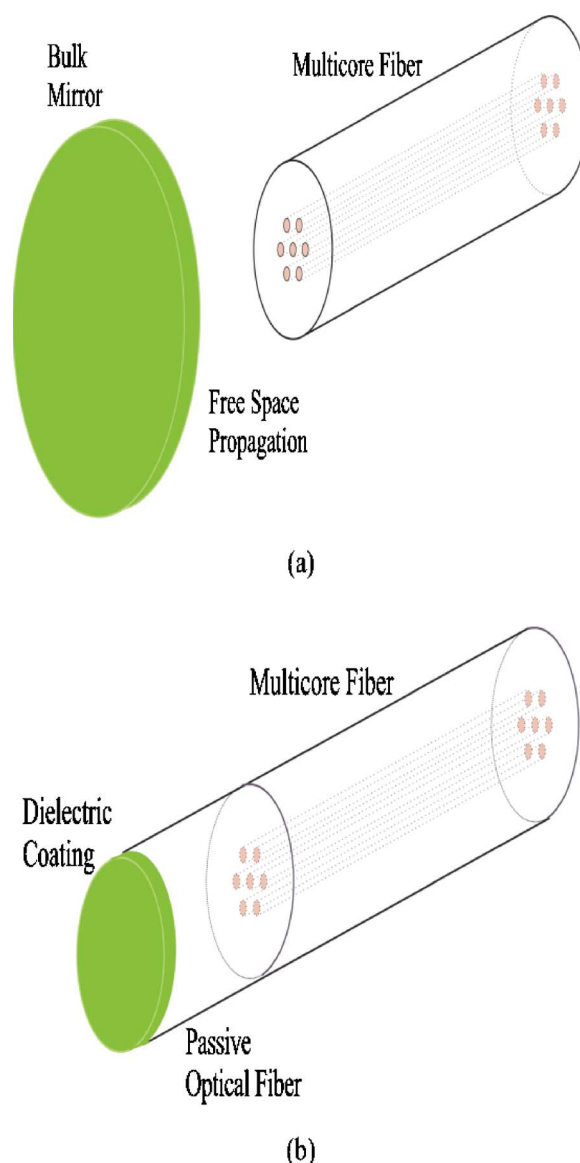 Bulk
Mirror
Multicore Fiber
Free Space
Propagation
(a)
Multicore Fiber
Dielectric
Coating
Passive
Optical Fiber
(b)